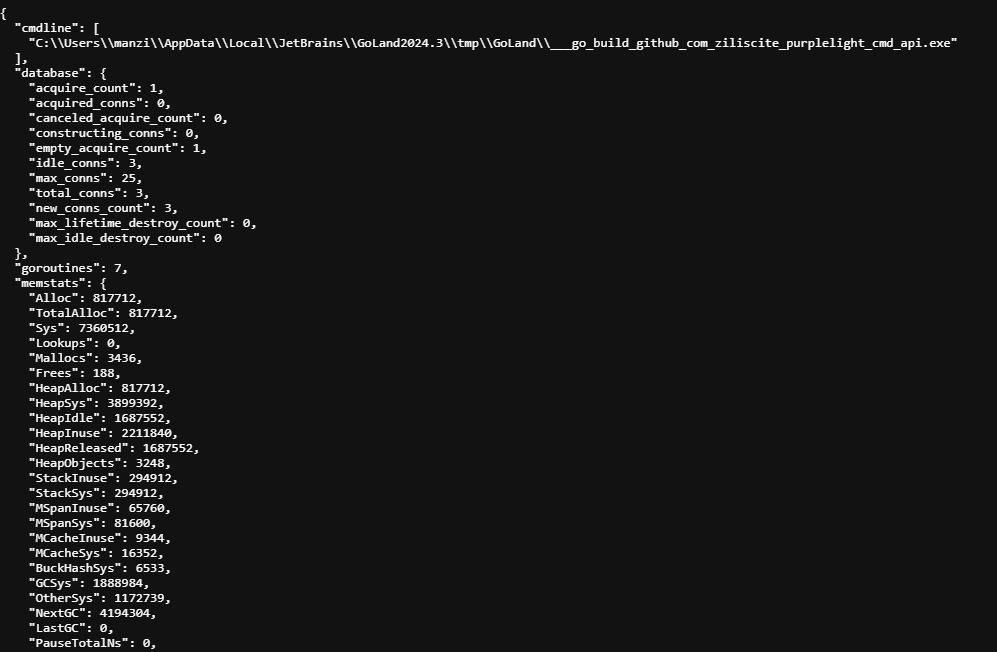 {
"cmdline": [
"C:\\Users\\manzi\\AppData\\Local\\JetBrains\\GoLand2024.3\\tmp\\GoLand\\___go_build_github_com_ziliscite_purplelight_cmd_api.exe"
],
"database": {
"acquire_count": 1,
"acquired_conns": 0,
"canceled_acquire_count": 0,
"constructing_conns": 0,
"empty_acquire_count": 1,
"idle_conns": 3,
"max_conns": 25,
"total_conns": 3,
"new_conns_count": 3,
"max_lifetime_destroy_count": 0,
"max_idle_destroy_count": 0
},
"goroutines": 7,
"memstats": {
"Alloc": 817712,
"TotalAlloc": 817712,
"Sys": 7360512,
"Lookups": 0,
"Mallocs": 3436,
"Frees": 188,
"HeapAlloc": 817712,
"HeapSys": 3899392,
"HeapIdle": 1687552,
"HeapInuse": 2211840,
"HeapReleased": 1687552,
"HeapObjects": 3248,
"StackInuse": 294912,
"StackSys": 294912,
"MSpanInuse": 65760,
"MSpanSys": 81600,
"MCacheInuse": 9344,
"MCacheSys": 16352,
"BuckHashSys": 6533,
"GCSys": 1888984,
"OtherSys": 1172739,
"NextGC": 4194304,
"LastGC": 0,
"PauseTotalNs": 0,